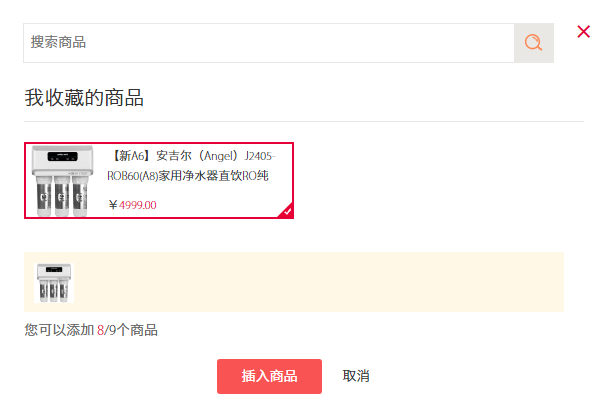 搜索商品
我收藏的商品
【新A6】安吉尔（Angel）J2405-
ROB60(A8)家用净水器直饮RO纯
￥4999.00
您可以添加 8/9个商品
插入商品
取消